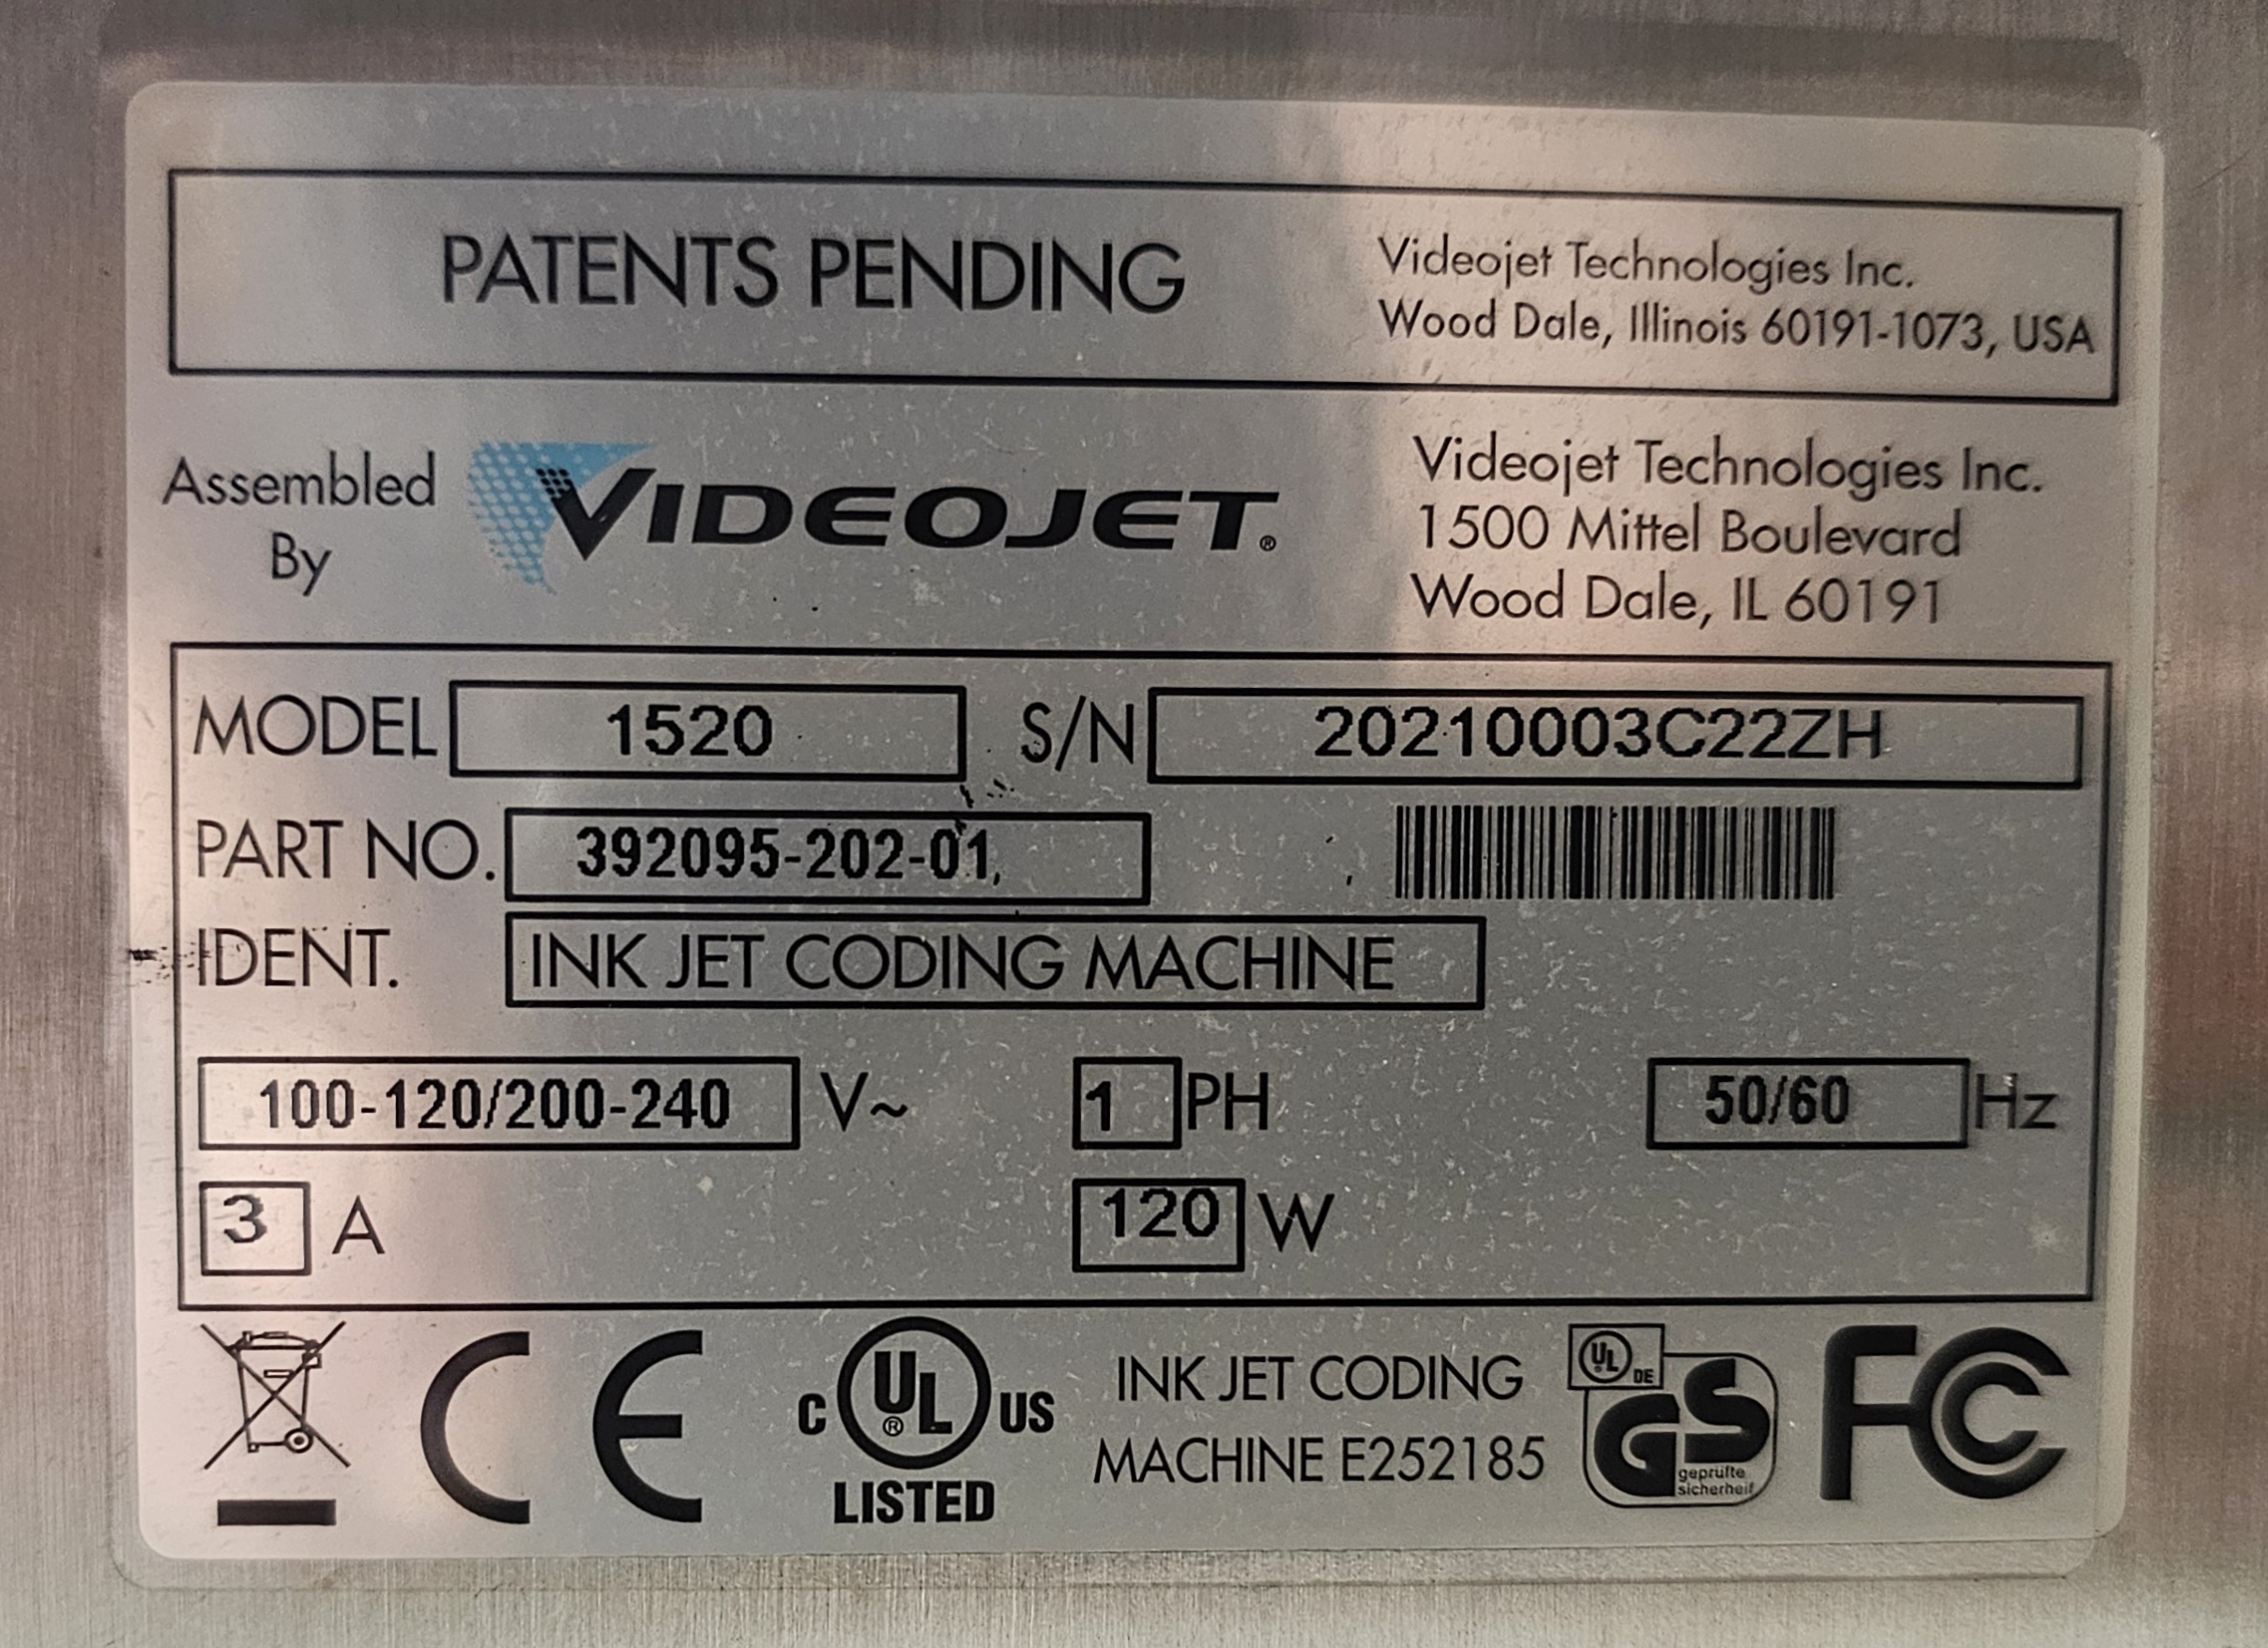 PATENTS PENDING
Videojet Technologies Inc.
Wood Dale, Illinois 60191-1073, USA
Assembled
By
VIDEOJET®
Videojet Technologies Inc.
1500 Mittel Boulevard
Wood Dale, IL 60191
MODEL 1520 S/N 20210003C22ZH
PART NO. 392095-202-01
IDENT. INK JET CODING MACHINE
100-120/200-240 V~ 1 PH 50/60 Hz
3 A 120 W
CE
C UL® US
LISTED
INK JET CODING
MACHINE E252185
UL DE
GS
geprüfte
sicherheit
FC